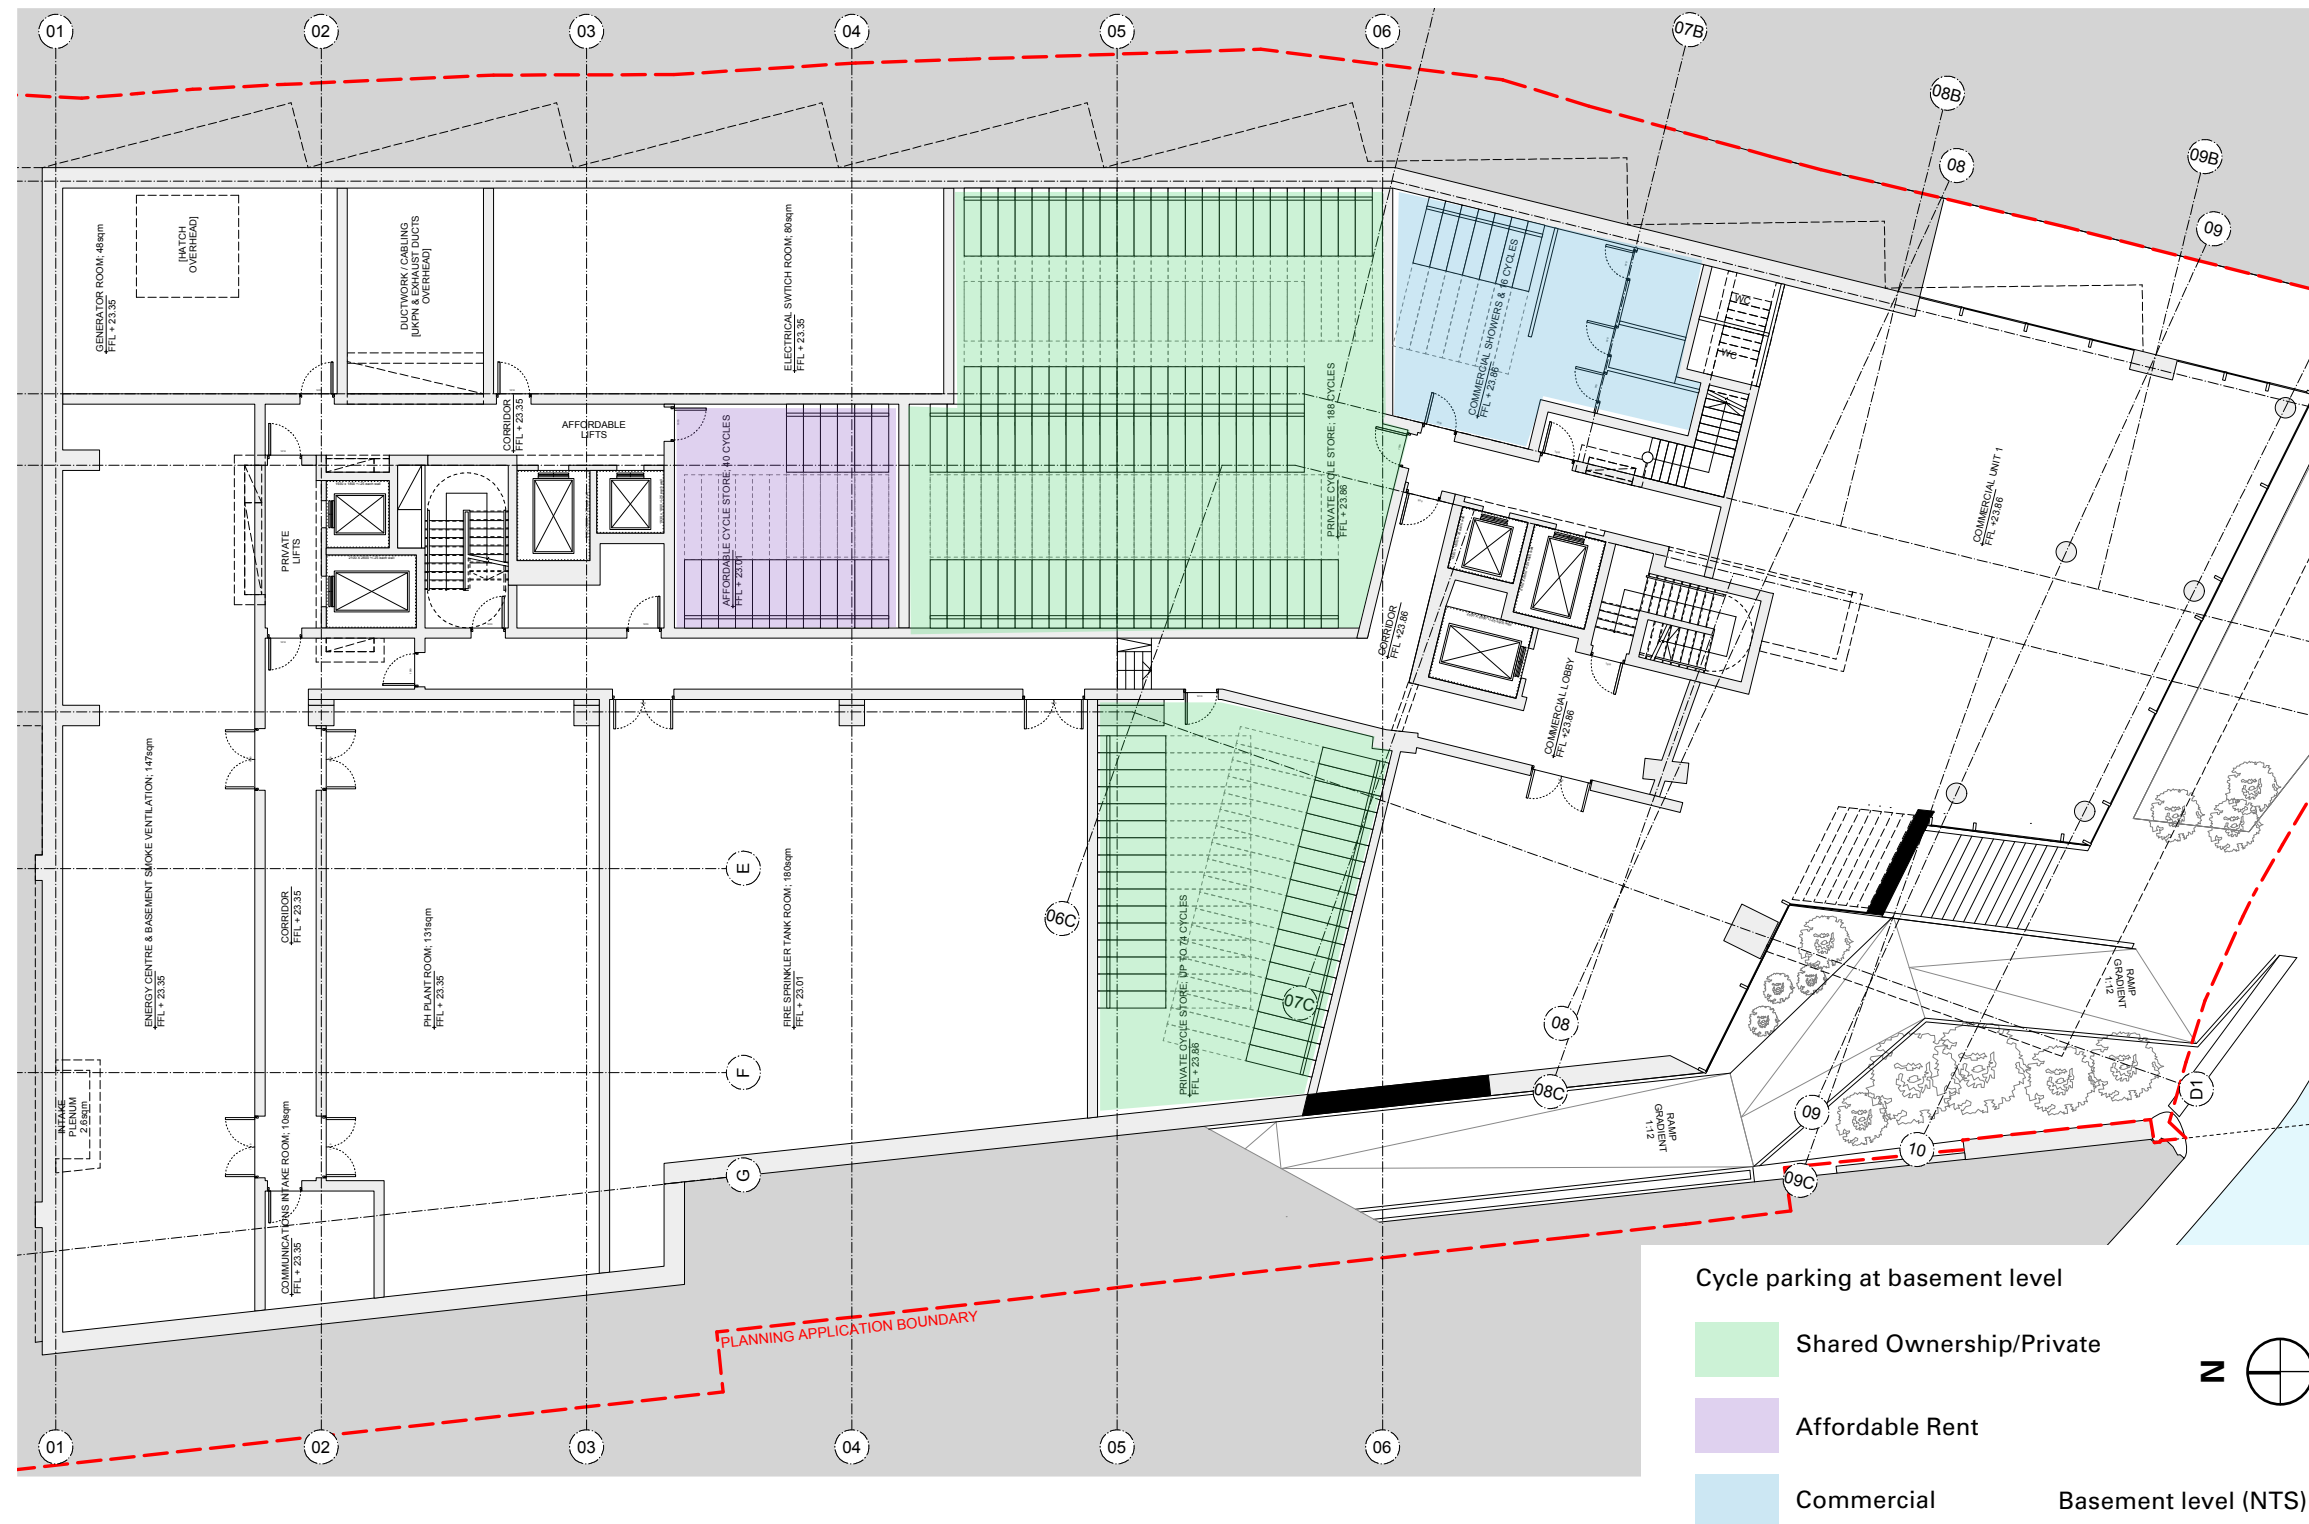 01
02
03
04
05
06
07B
08B
08
09B
09
GENERATOR ROOM; 48sqm
FFL + 23.35
[HATCH
OVERHEAD]
DUCTWORK / CABLING
[UKPN & EXHAUST DUCTS
OVERHEAD]
ELECTRICAL SWTICH ROOM; 80sqm
FFL + 23.35
CORRIDOR
FFL + 23.35
AFFORDABLE
LIFTS
PRIVATE
LIFTS
AFFORDABLE CYCLE STORE; 40 CYCLES
FFL + 23.01
PRIVATE CYCLE STORE; 188 CYCLES
FFL + 23.86
COMMERCIAL SHOWERS & 16 CYCLES
FFL + 23.86
WC
WC
COMMERCIAL UNIT 1
FFL +23.86
CORRIDOR
FFL +23.86
COMMERCIAL LOBBY
FFL +23.86
ENERGY CENTRE & BASEMENT SMOKE VENTILATION; 147sqm
FFL + 23.35
CORRIDOR
FFL + 23.35
PH PLANT ROOM; 131sqm
FFL + 23.35
FIRE SPRINKLER TANK ROOM; 180sqm
FFL + 23.01
PRIVATE CYCLE STORE; UP TO 74 CYCLES
FFL + 23.86
COMMUNICATIONS INTAKE ROOM; 10sqm
FFL + 23.35
INTAKE
PLENUM
2.6sqm
E
F
G
06C
07C
08
08C
09
09C
10
D1
RAMP
GRADIENT
1:12
RAMP
GRADIENT
1:12
PLANNING APPLICATION BOUNDARY
01
02
03
04
05
06
Cycle parking at basement level
Shared Ownership/Private
Affordable Rent
Commercial
N
Basement level (NTS)